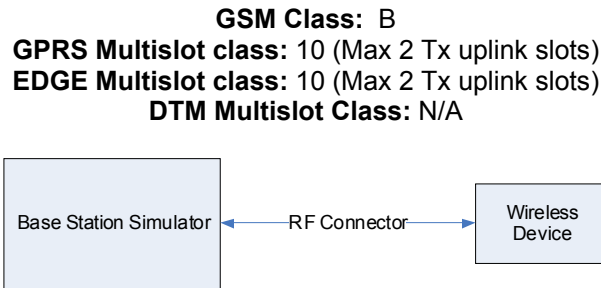 GSM Class: B
GPRS Multislot class: 10 (Max 2 Tx uplink slots)
EDGE Multislot class: 10 (Max 2 Tx uplink slots)
DTM Multislot Class: N/A
Base Station Simulator
RF Connector
Wireless
Device